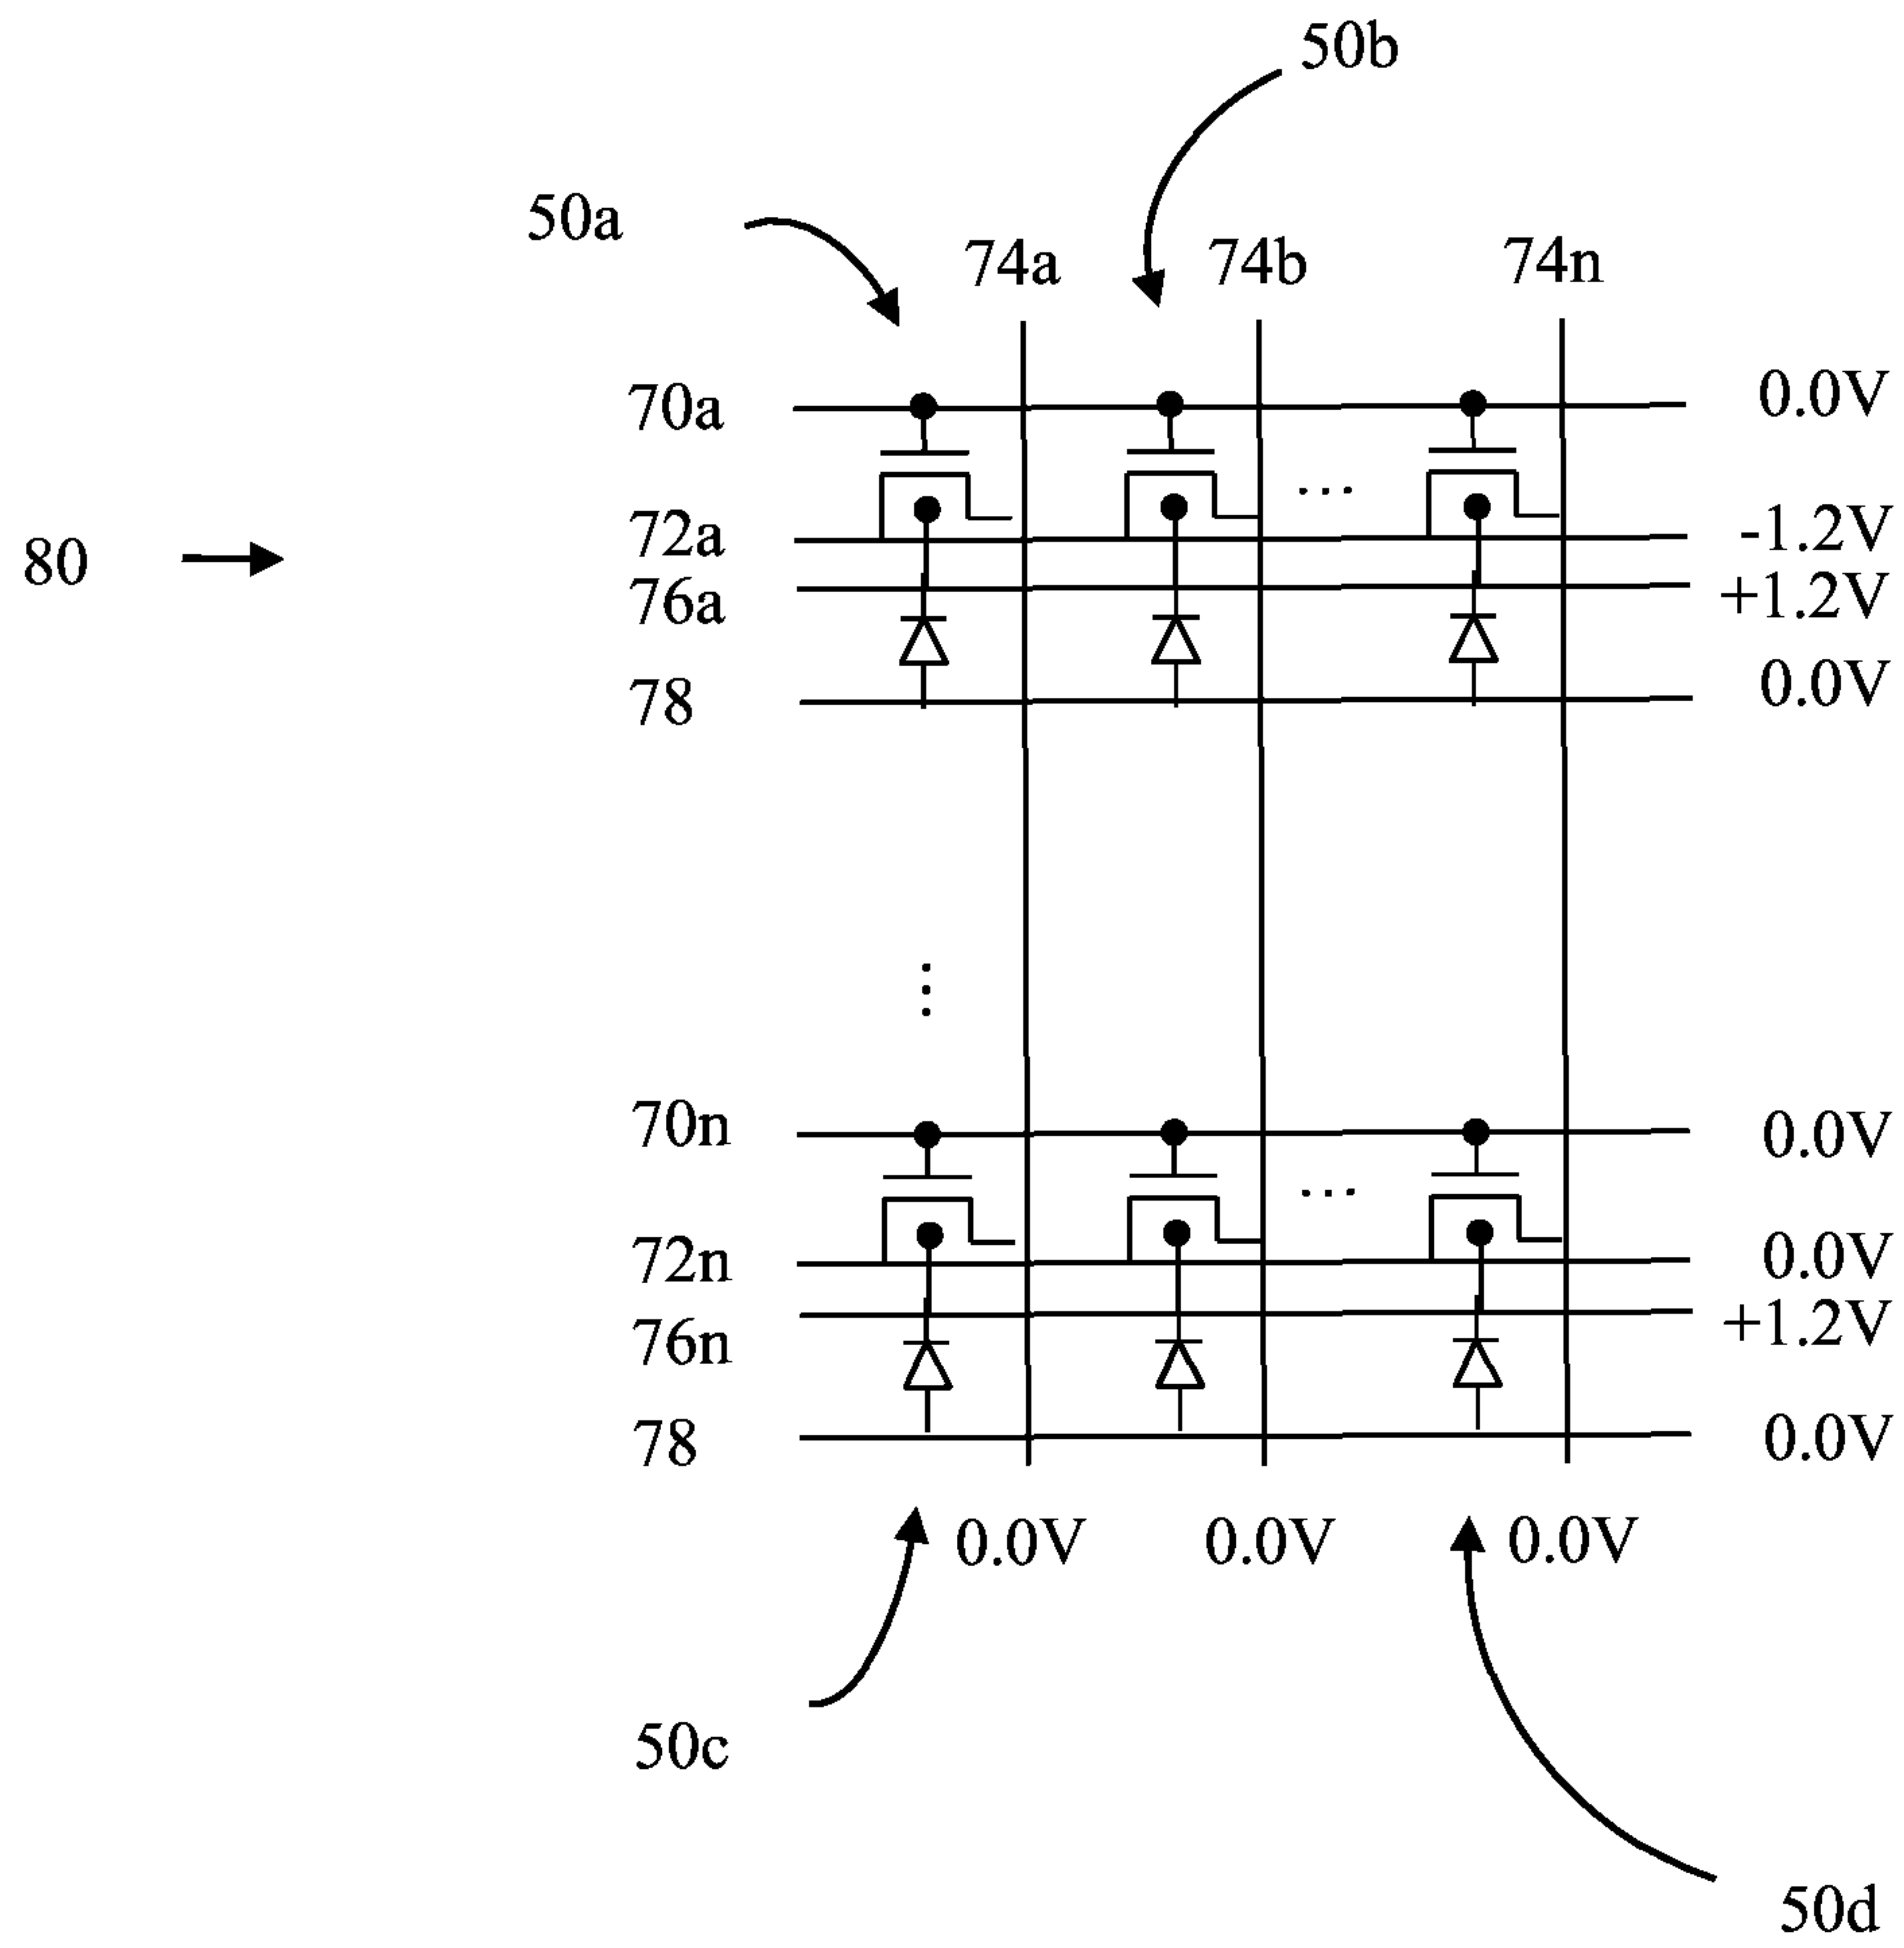 50b
50a
74a 74b 74n
70a 0.0V
...
72a -1.2V
80
76a +1.2V
78 0.0V
70n 0.0V
...
72n 0.0V
76n +1.2V
78 0.0V
0.0V 0.0V 0.0V
50c
50d